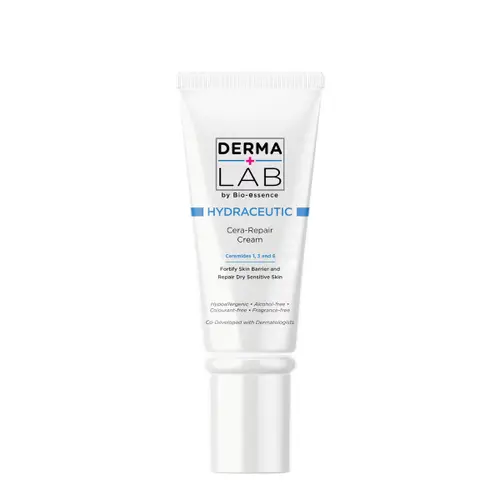 DERMA
+
LAB
by Bio-essence
HYDRACEUTIC
Cera-Repair
Cream
Ceramides 1, 3 and 6
Fortify Skin Barrier and
Repair Dry Sensitive Skin
Hypoallergenic • Alcohol-free •
Colourant-free • Fragrance-free
Co-Developed with Dermatologists